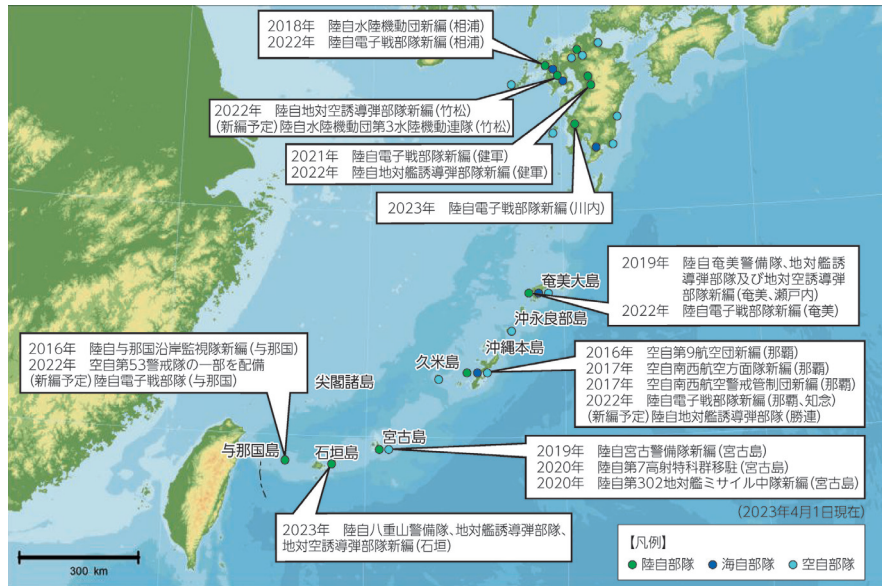 2018年　陸自水陸機動団新編(相浦)
2022年　陸自電子戦部隊新編(相浦)
2022年　陸自地対空誘導弾部隊新編(竹松)
(新編予定)陸自水陸機動団第3水陸機動連隊(竹松)
2021年　陸自電子戦部隊新編(健軍)
2022年　陸自地対艦誘導弾部隊新編(健軍)
2023年　陸自電子戦部隊新編(川内)
2019年　陸自奄美警備隊、地対艦誘
導弾部隊及び地対空誘導弾
部隊新編(奄美、瀬戸内)
2022年　陸自電子戦部隊新編(奄美)
奄美大島
沖永良部島
沖縄本島
久米島
尖閣諸島
2016年　陸自与那国沿岸監視隊新編(与那国)
2022年　空自第53警戒隊の一部を配備
(新編予定)陸自電子戦部隊(与那国)
2016年　空自第9航空団新編(那覇)
2017年　空自南西航空方面隊新編(那覇)
2017年　空自南西航空警戒管制団新編(那覇)
2022年　陸自電子戦部隊新編(那覇、知念)
(新編予定)陸自地対艦誘導弾部隊(勝連)
宮古島
石垣島
与那国島
2019年　陸自宮古警備隊新編(宮古島)
2020年　陸自第7高射特科群移駐(宮古島)
2020年　陸自第302地対艦ミサイル中隊新編(宮古島)
2023年　陸自八重山警備隊、地対艦誘導弾部隊、
地対空誘導弾部隊新編(石垣)
(2023年4月1日現在)
【凡例】
陸自部隊　海自部隊　空自部隊
300 km